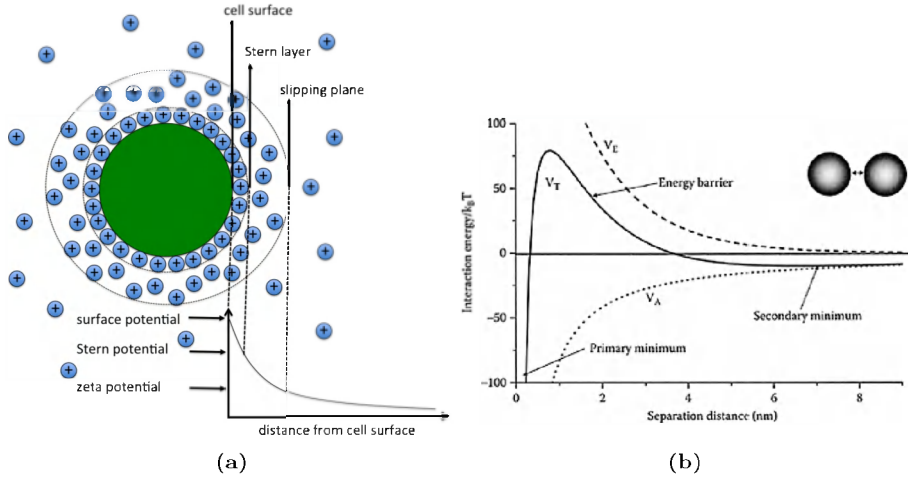 cell surface
Stern layer
slipping plane
surface potential
Stern potential
zeta potential
distance from cell surface
(a)
100
50
0
−50
−100
Interaction energy/k_BT
V_E
V_T
Energy barrier
V_A
Secondary minimum
Primary minimum
0 2 4 6 8
Separation distance (nm)
(b)